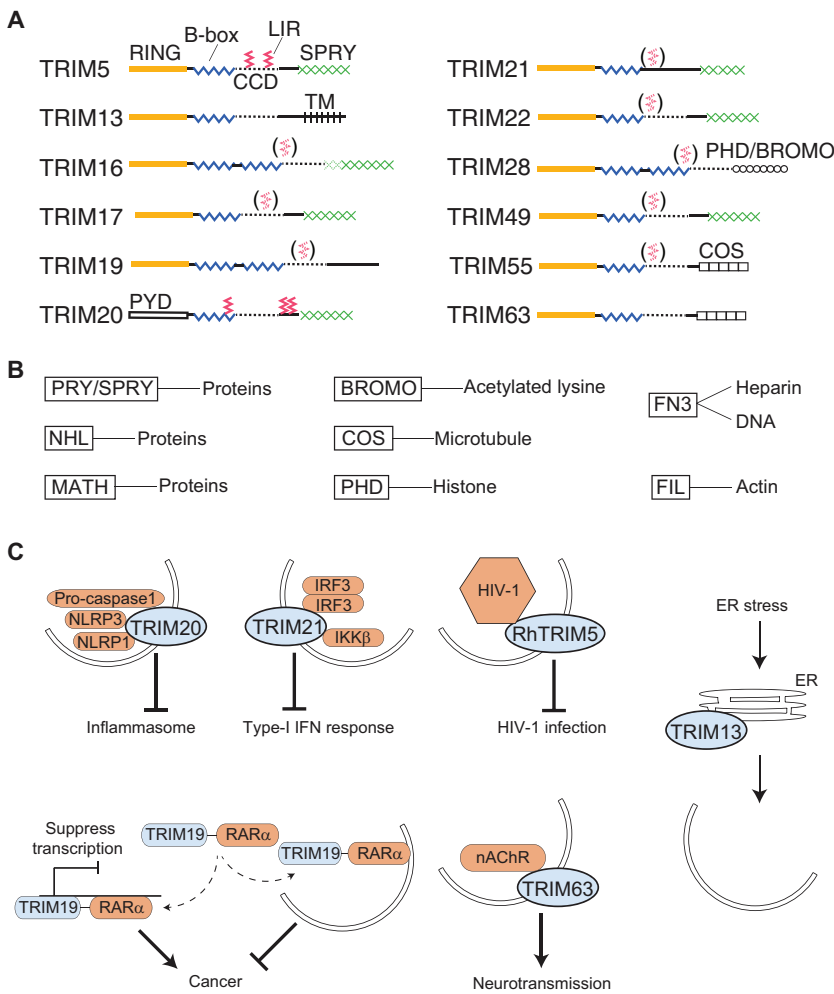 A
B-box
LIR
RING
SPRY
TRIM5
CCD
TRIM13
TM
TRIM16
( )
TRIM17
( )
TRIM19
( )
PYD
TRIM20
TRIM21
( )
TRIM22
( )
TRIM28
( )
PHD/BROMO
TRIM49
( )
TRIM55
( )
COS
TRIM63
B
PRY/SPRY Proteins
NHL Proteins
MATH Proteins
BROMO Acetylated lysine
COS Microtubule
PHD Histone
FN3
Heparin
DNA
FIL Actin
C
Pro-caspase1
NLRP3
NLRP1
TRIM20
Inflammasome
IRF3
IRF3
TRIM21
IKKβ
Type-I IFN response
HIV-1
RhTRIM5
HIV-1 infection
ER stress
ER
TRIM13
Suppress
transcription
TRIM19 RARα
TRIM19 RARα
TRIM19 RARα
Cancer
nAChR
TRIM63
Neurotransmission